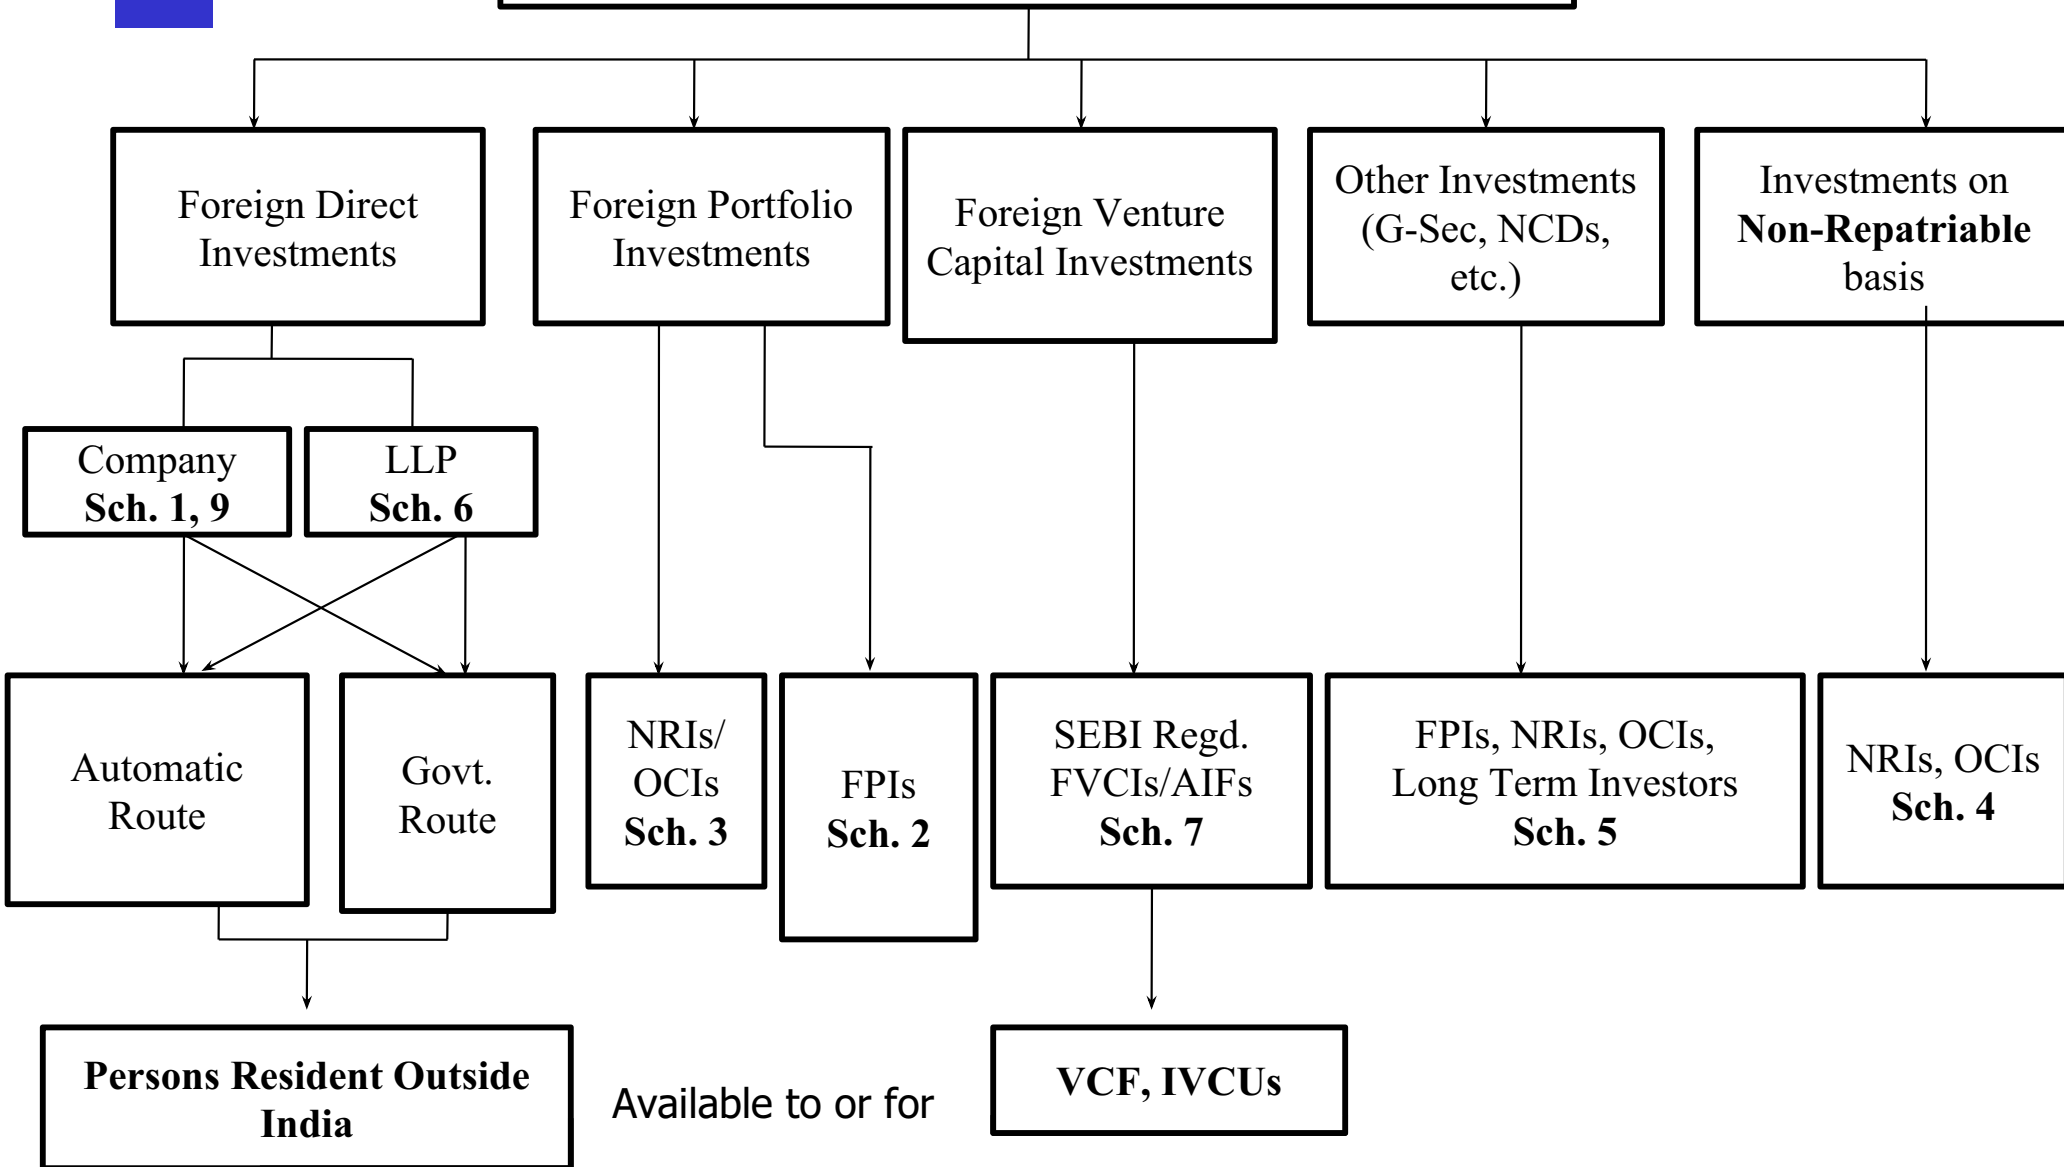 Foreign Direct
Investments
Foreign Portfolio
Investments
Foreign Venture
Capital Investments
Other Investments
(G-Sec, NCDs,
etc.)
Investments on
Non-Repatriable
basis
Company
Sch. 1, 9
LLP
Sch. 6
Automatic
Route
Govt.
Route
NRIs/
OCIs
Sch. 3
FPIs
Sch. 2
SEBI Regd.
FVCIs/AIFs
Sch. 7
FPIs, NRIs, OCIs,
Long Term Investors
Sch. 5
NRIs, OCIs
Sch. 4
Persons Resident Outside
India
Available to or for
VCF, IVCUs